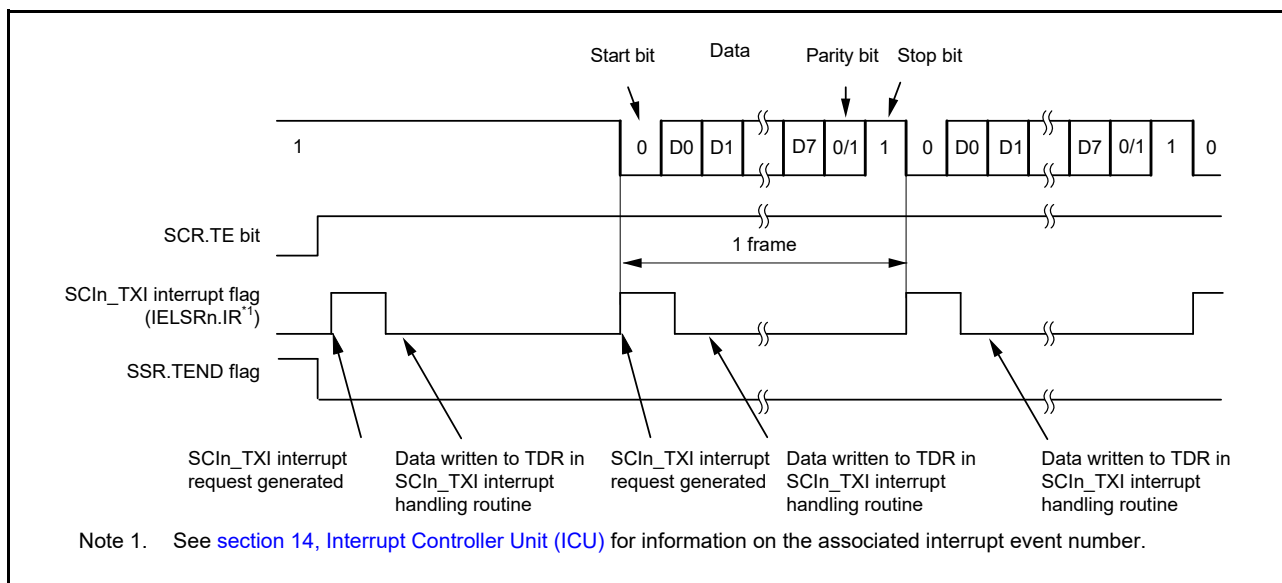 Start bit Data Parity bit Stop bit
1 0 D0 D1 D7 0/1 1 0 D0 D1 D7 0/1 1 0
SCR.TE bit
1 frame
SCIn_TXI interrupt flag
(IELSRn.IR*1)
SSR.TEND flag
SCIn_TXI interrupt
request generated
Data written to TDR in
SCIn_TXI interrupt
handling routine
SCIn_TXI interrupt
request generated
Data written to TDR in
SCIn_TXI interrupt
handling routine
Data written to TDR in
SCIn_TXI interrupt
handling routine
Note 1. See section 14, Interrupt Controller Unit (ICU) for information on the associated interrupt event number.